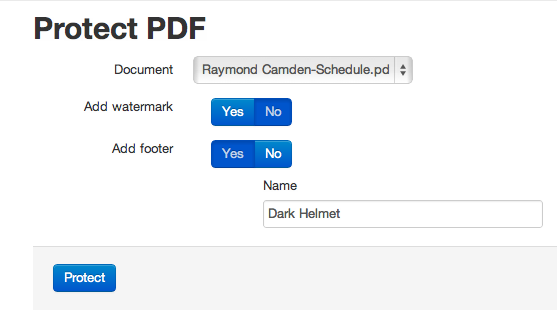 Protect PDF
Document Raymond Camden-Schedule.pd
Add watermark Yes No
Add footer Yes No
Name
Dark Helmet
Protect